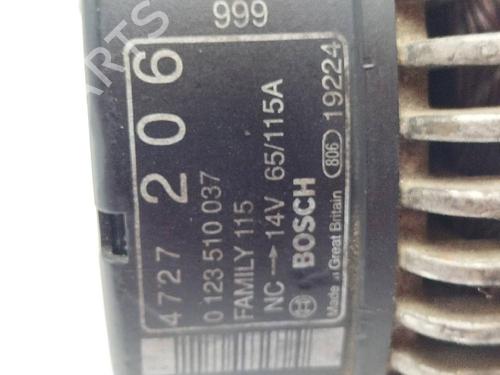 999
4727 206
0 123 510 037
FAMILY 115
NC → 14V 65/115A
BOSCH 806 19224
Made in Great Britain